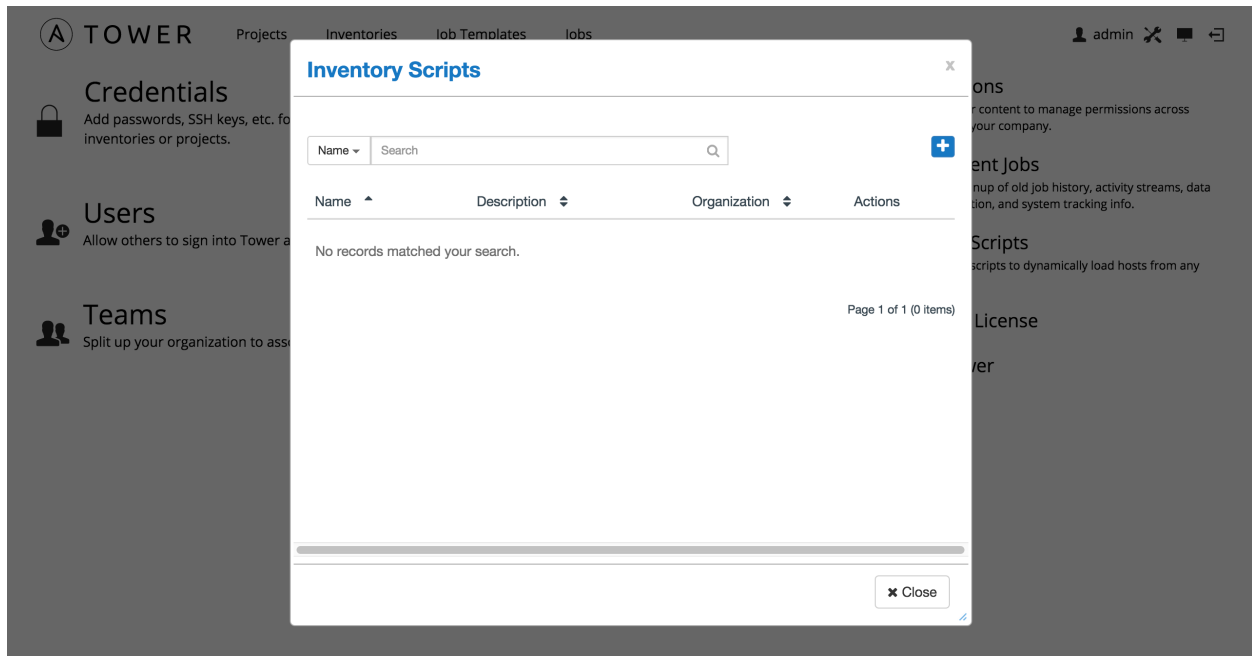 TOWER
Projects
Inventories
Job Templates
Jobs
admin
Credentials
Add passwords, SSH keys, etc. fo
inventories or projects.
Users
Allow others to sign into Tower a
Teams
Split up your organization to ass
Inventory Scripts
x
Name
Search
Name
Description
Organization
Actions
No records matched your search.
Page 1 of 1 (0 items)
Close
ons
r content to manage permissions across
your company.
ent Jobs
nup of old job history, activity streams, data
tion, and system tracking info.
Scripts
scripts to dynamically load hosts from any
License
wer